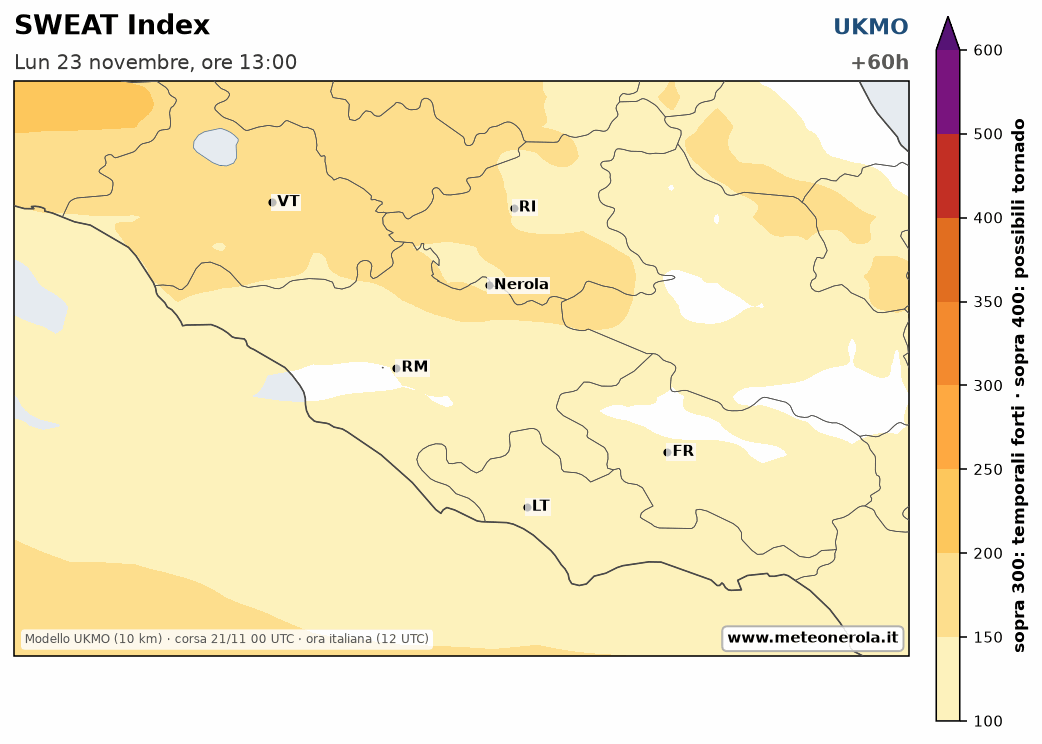 SWEAT Index
UKMO
Lun 23 novembre, ore 13:00
+60h
VT
RI
Nerola
RM
FR
LT
Modello UKMO (10 km) · corsa 21/11 00 UTC · ora italiana (12 UTC)
www.meteonerola.it
600
500
400
350
300
250
200
150
100
sopra 300: temporali forti · sopra 400: possibili tornado